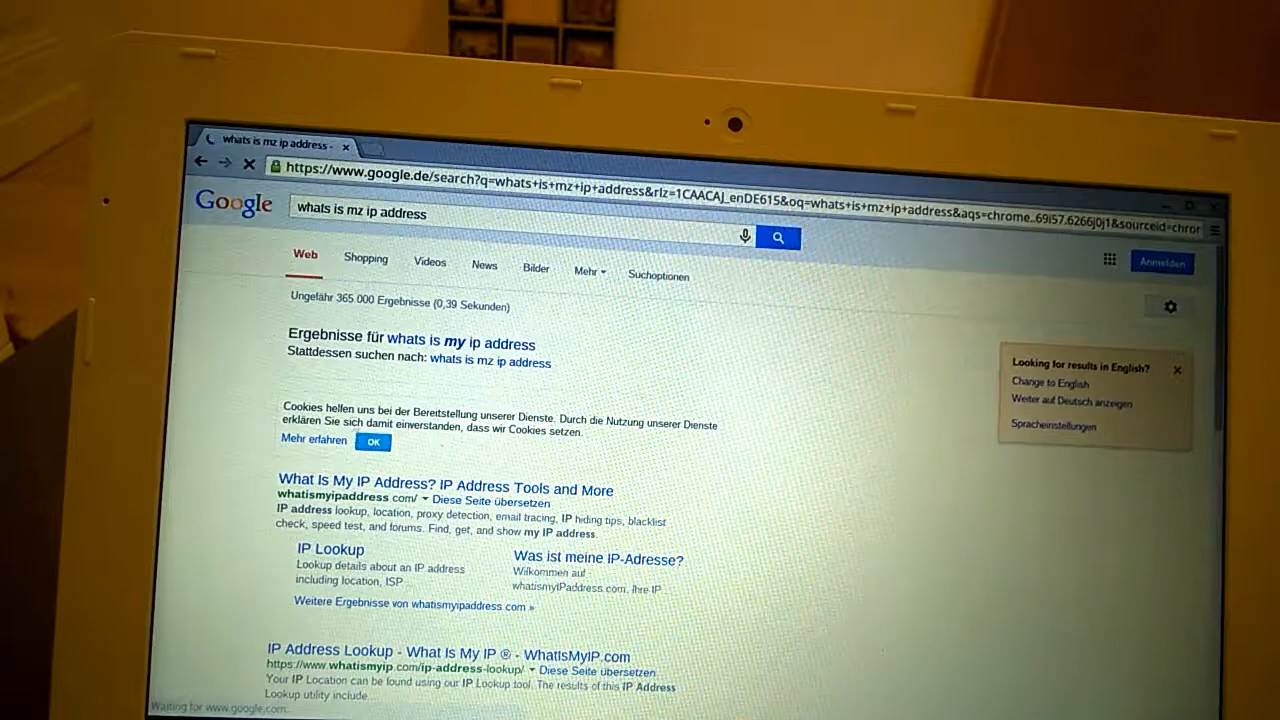 whats is mz ip address -
https://www.google.de/search?q=whats+is+mz+ip+address&rlz=1CAACAJ_enDE615&oq=whats+is+mz+ip+address&aqs=chrome..69i57.6266j0j1&sourceid=chror
Google
whats is mz ip address
Web Shopping Videos News Bilder Mehr Suchoptionen
Anmelden
Ungefähr 365 000 Ergebnisse (0,39 Sekunden)
Ergebnisse für whats is my ip address
Stattdessen suchen nach: whats is mz ip address
Looking for results in English?
Change to English
Weiter auf Deutsch anzeigen
Spracheinstellungen
Cookies helfen uns bei der Bereitstellung unserer Dienste. Durch die Nutzung unserer Dienste
erklären Sie sich damit einverstanden, dass wir Cookies setzen.
Mehr erfahren OK
What Is My IP Address? IP Address Tools and More
whatismyipaddress.com/ Diese Seite übersetzen
IP address lookup, location, proxy detection, email tracing, IP hiding tips, blacklist
check, speed test, and forums. Find, get, and show my IP address.
IP Lookup
Lookup details about an IP address
including location, ISP ...
Was ist meine IP-Adresse?
Wilkommen auf
whatismyIPaddress.com, Ihre IP
Weitere Ergebnisse von whatismyipaddress.com »
IP Address Lookup - What Is My IP ® - WhatIsMyIP.com
https://www.whatismyip.com/ip-address-lookup/ Diese Seite übersetzen
Your IP Location can be found using our IP Lookup tool. The results of this IP Address
Lookup utility include
Waiting for www.google.com...